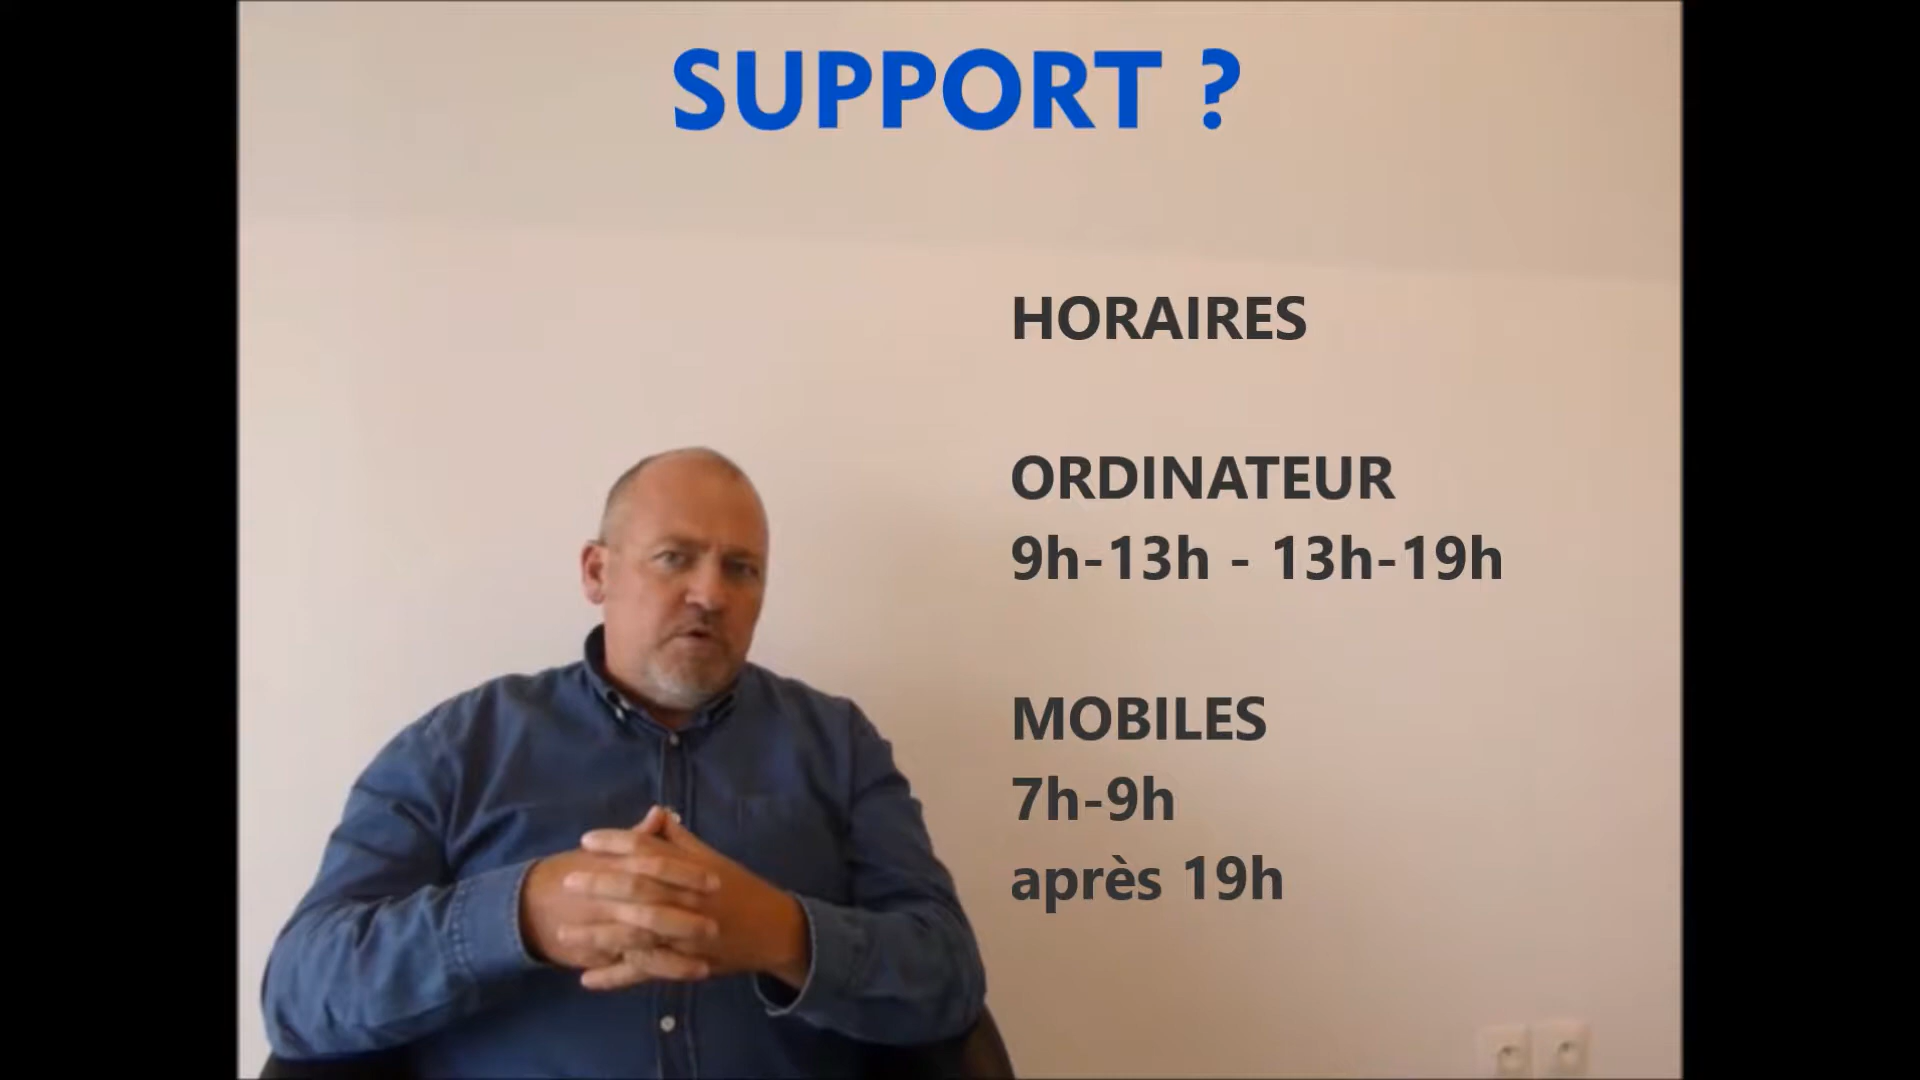 SUPPORT ?
HORAIRES
ORDINATEUR
9h-13h - 13h-19h
MOBILES
7h-9h
après 19h